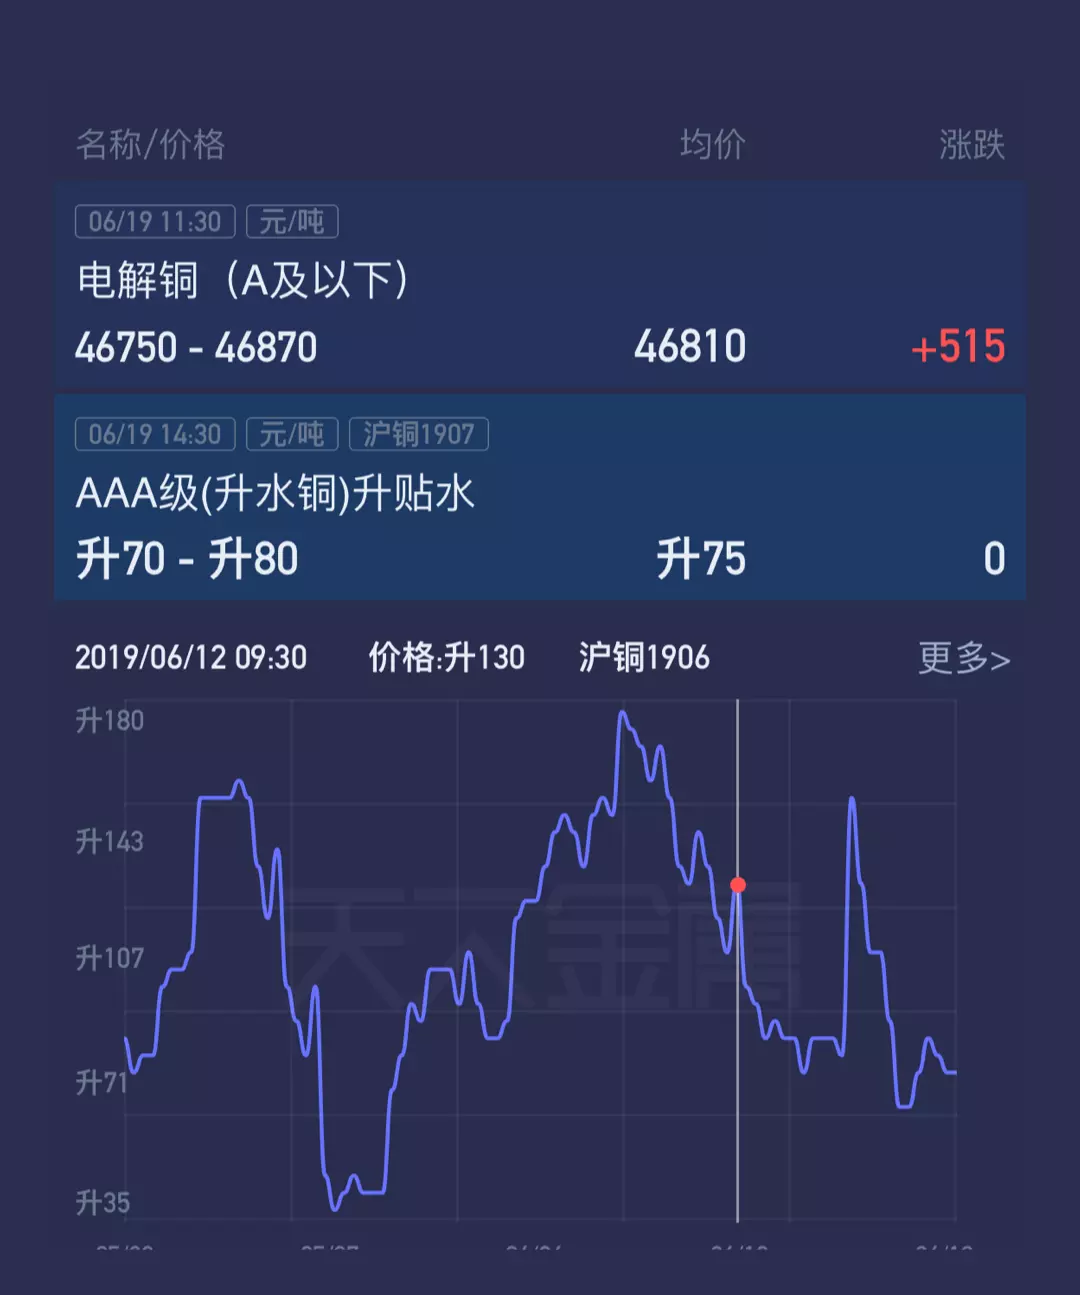 名称/价格 均价 涨跌
06/19 11:30 元/吨
电解铜（A及以下）
46750 - 46870 46810 +515
06/19 14:30 元/吨 沪铜1907
AAA级(升水铜)升贴水
升70 - 升80 升75 0
2019/06/12 09:30 价格:升130 沪铜1906 更多>
升180
升143
升107
天天金属
升71
升35